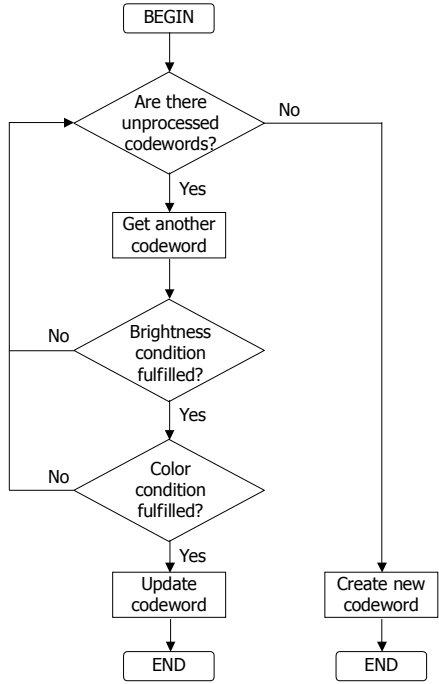 BEGIN
Are there
unprocessed
codewords?
No
Yes
Get another
codeword
No
Brightness
condition
fulfilled?
Yes
No
Color
condition
fulfilled?
Yes
Update
codeword
Create new
codeword
END
END